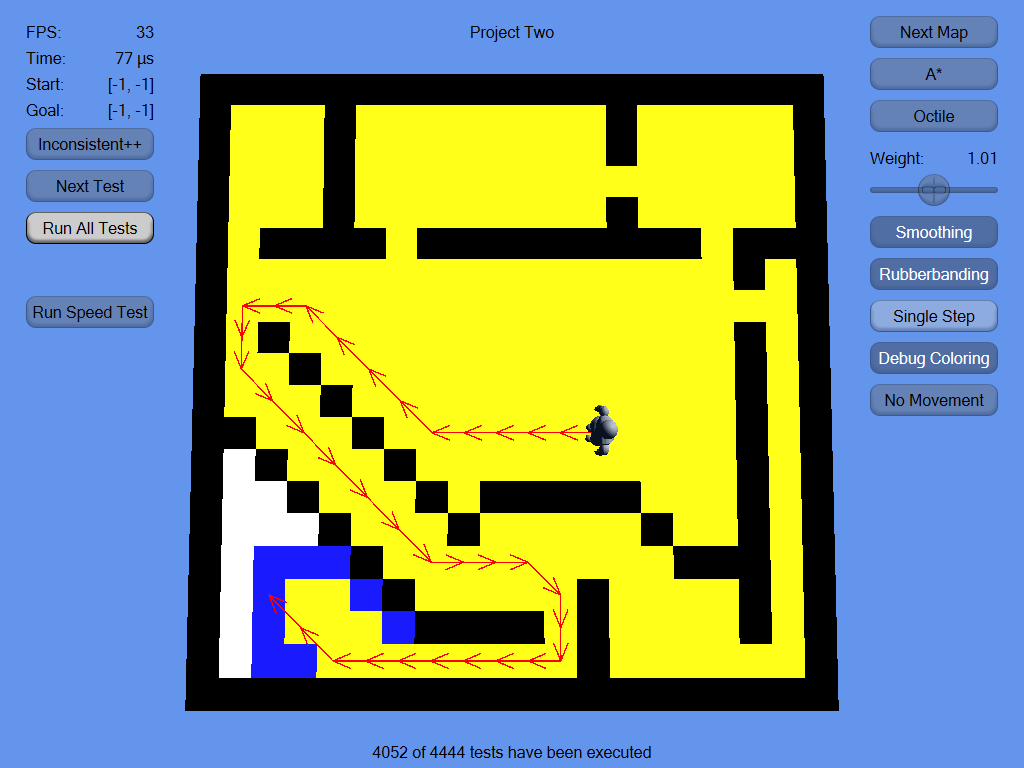 FPS: 33
Time: 77 µs
Start: [-1, -1]
Goal: [-1, -1]
Inconsistent++
Next Test
Run All Tests
Run Speed Test
Project Two
Next Map
A*
Octile
Weight: 1.01
Smoothing
Rubberbanding
Single Step
Debug Coloring
No Movement
4052 of 4444 tests have been executed